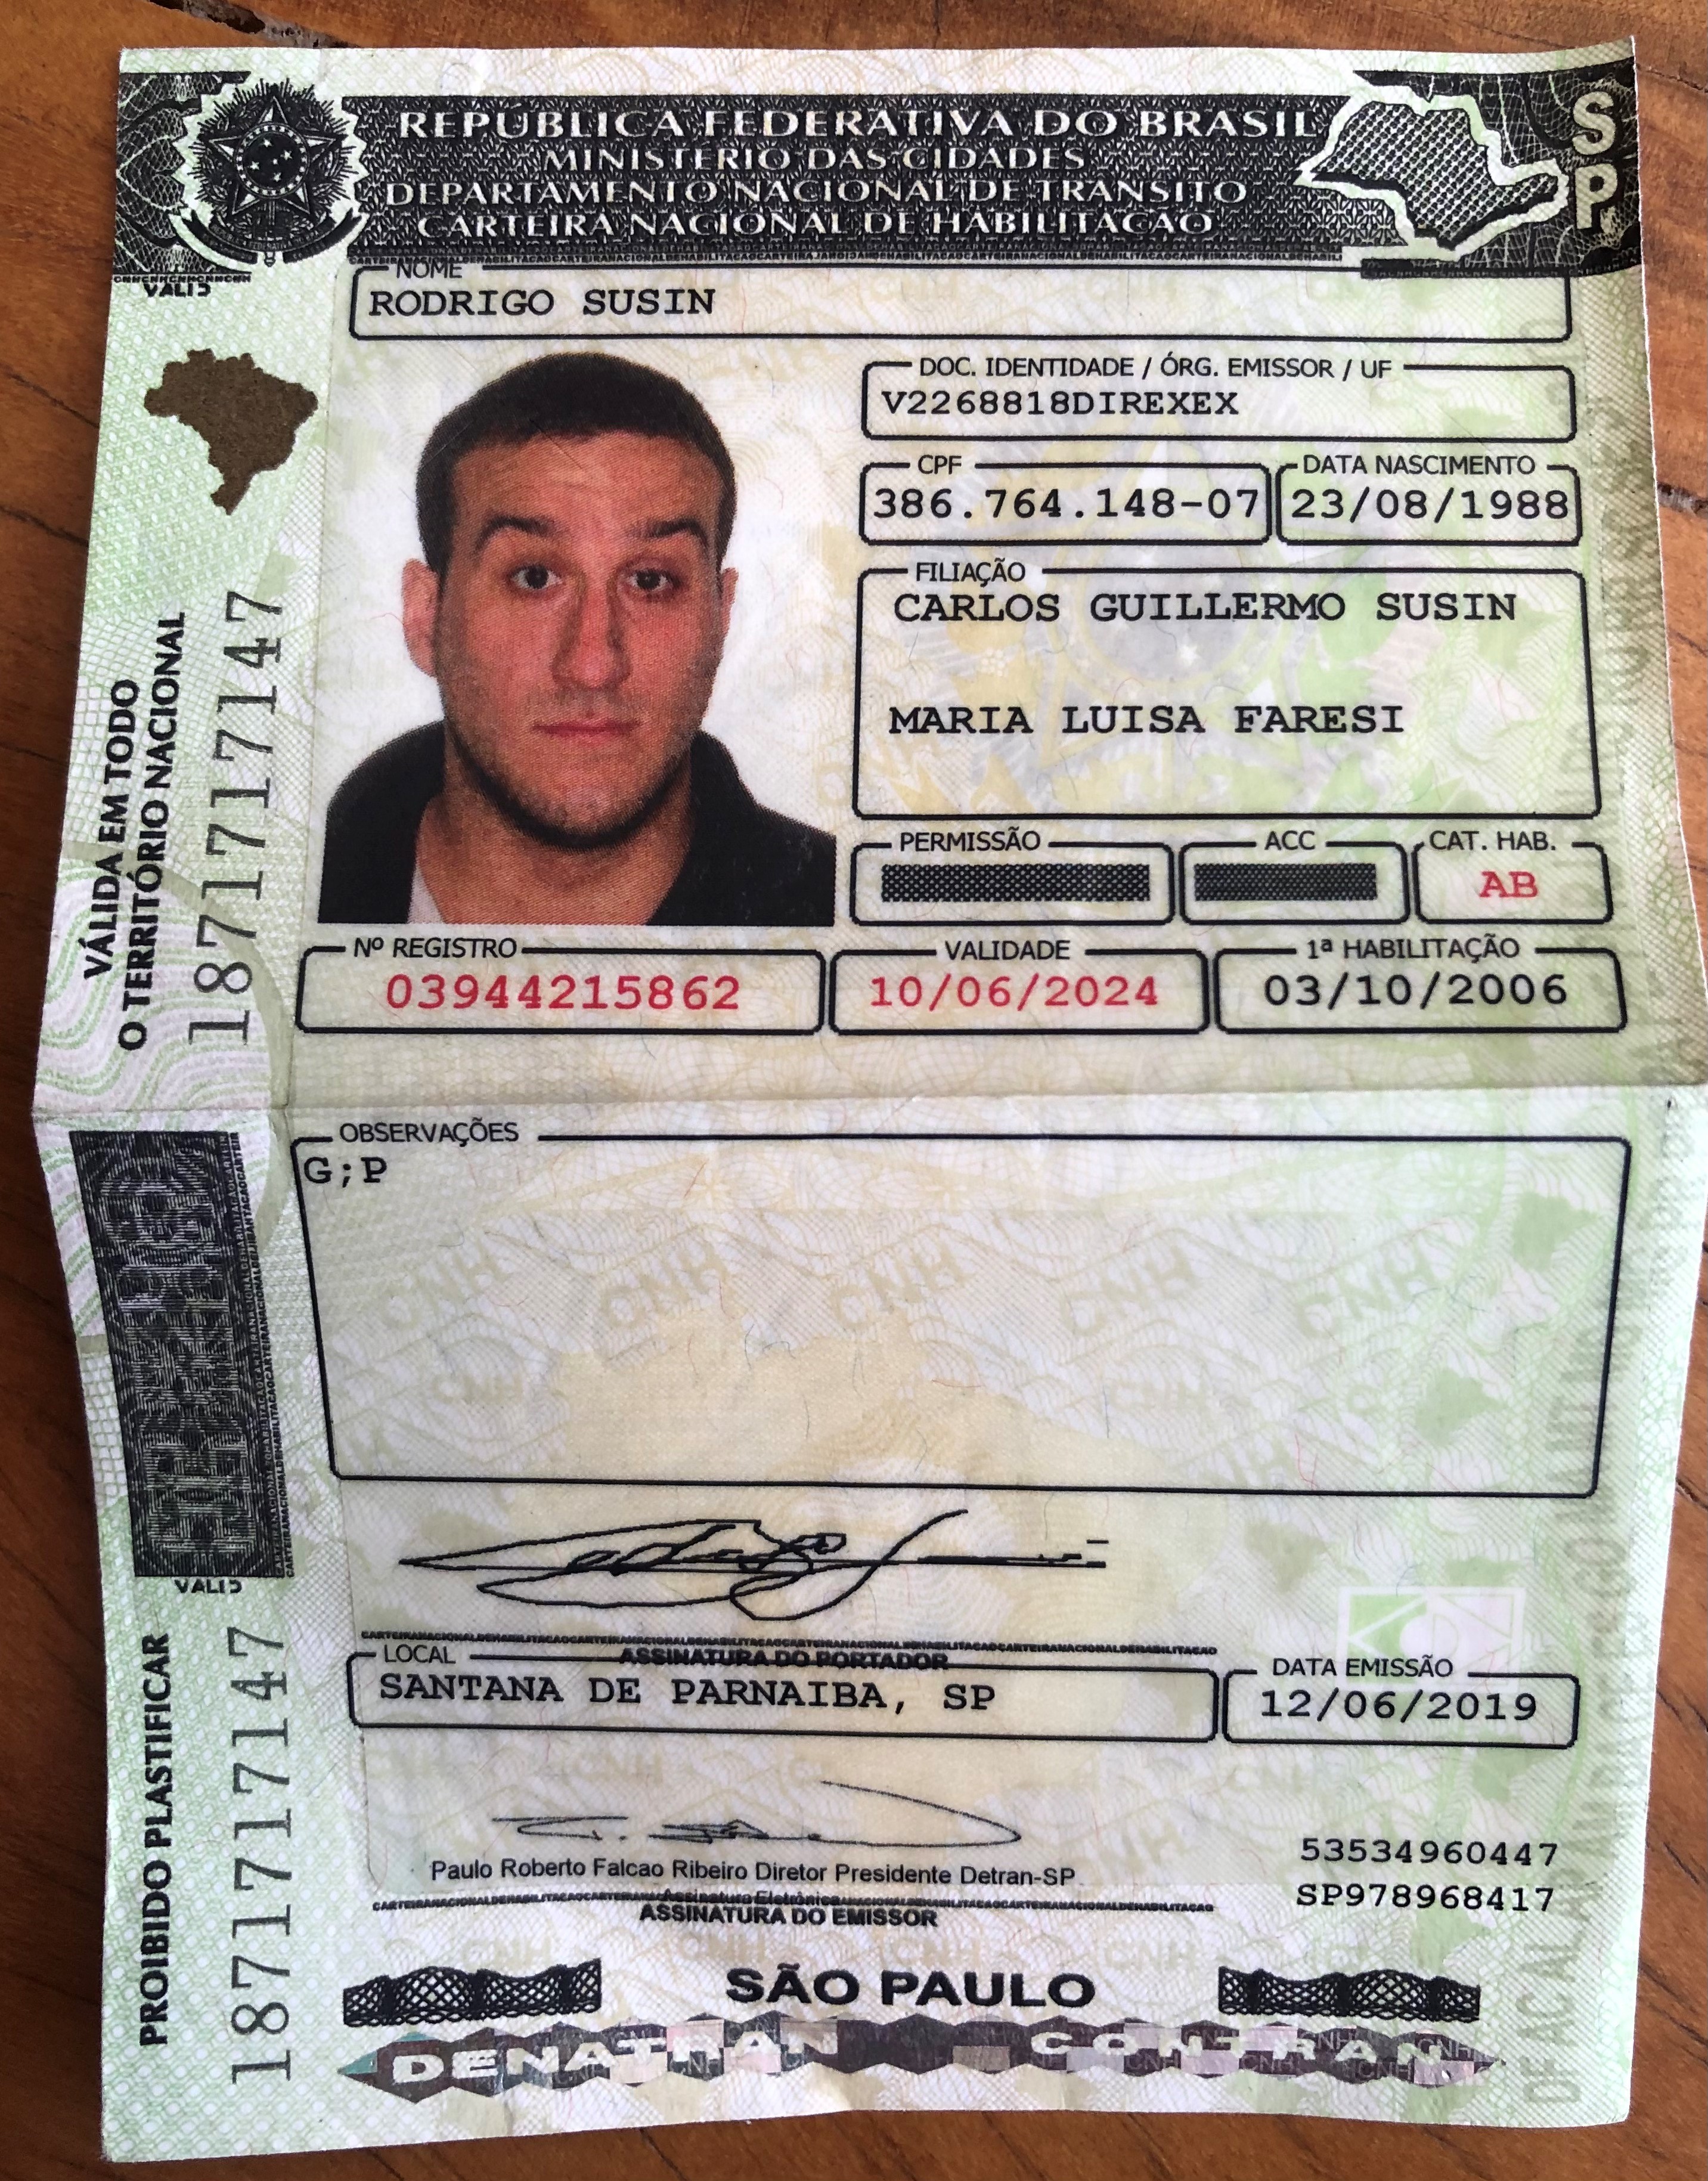 REPÚBLICA FEDERATIVA DO BRASIL
MINISTERIO DAS CIDADES
DEPARTAMENTO NACIONAL DE TRANSITO
CARTEIRA NACIONAL DE HABILITACAO
SP
NOME
RODRIGO SUSIN
DOC. IDENTIDADE / ÓRG. EMISSOR / UF
V2268818DIREXEX
CPF
386.764.148-07
DATA NASCIMENTO
23/08/1988
FILIAÇÃO
CARLOS GUILLERMO SUSIN
MARIA LUISA FARESI
PERMISSÃO
ACC
CAT. HAB.
AB
Nº REGISTRO
03944215862
VALIDADE
10/06/2024
1ª HABILITAÇÃO
03/10/2006
VÁLIDA EM TODO
O TERRITÓRIO NACIONAL
1871717147
OBSERVAÇÕES
G;P
ASSINATURA DO PORTADOR
LOCAL
SANTANA DE PARNAIBA, SP
DATA EMISSÃO
12/06/2019
Paulo Roberto Falcao Ribeiro Diretor Presidente Detran-SP
Assinatura Eletrônica
ASSINATURA DO EMISSOR
53534960447
SP978968417
PROIBIDO PLASTIFICAR
1871717147
SÃO PAULO
DENATRAN CONTRAN